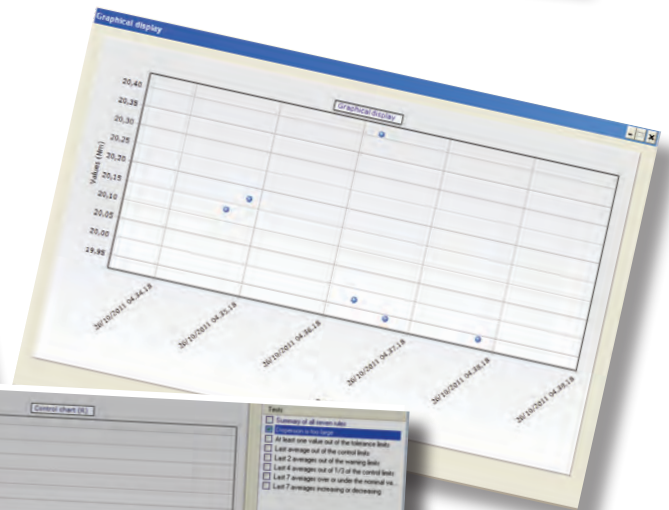 Graphical display
Graphical display
Values (Nm)
20,40
20,35
20,30
20,25
20,20
20,15
20,10
20,05
20,00
19,95
20/10/2011 04.34.18
20/10/2011 04.35.18
20/10/2011 04.36.18
20/10/2011 04.37.18
20/10/2011 04.38.18
20/10/2011 04.39.18
Control chart (X)
Tests
Summary of all seven rules
Dispersion is too large
At least one value out of the tolerance limits
Last average out of the control limits
Last 2 averages out of the warning limits
Last 4 averages out of 1/3 of the control limits
Last 7 averages over or under the nominal va...
Last 7 averages increasing or decreasing